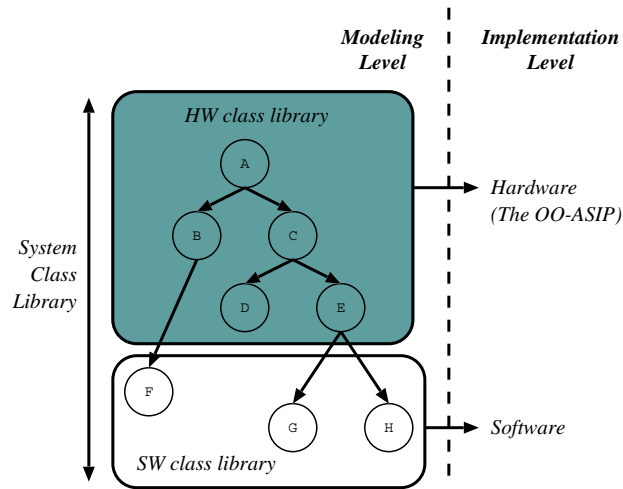 Modeling Level
Implementation Level
HW class library
A
B
C
D
E
Hardware
(The OO-ASIP)
System
Class
Library
F
G
H
Software
SW class library